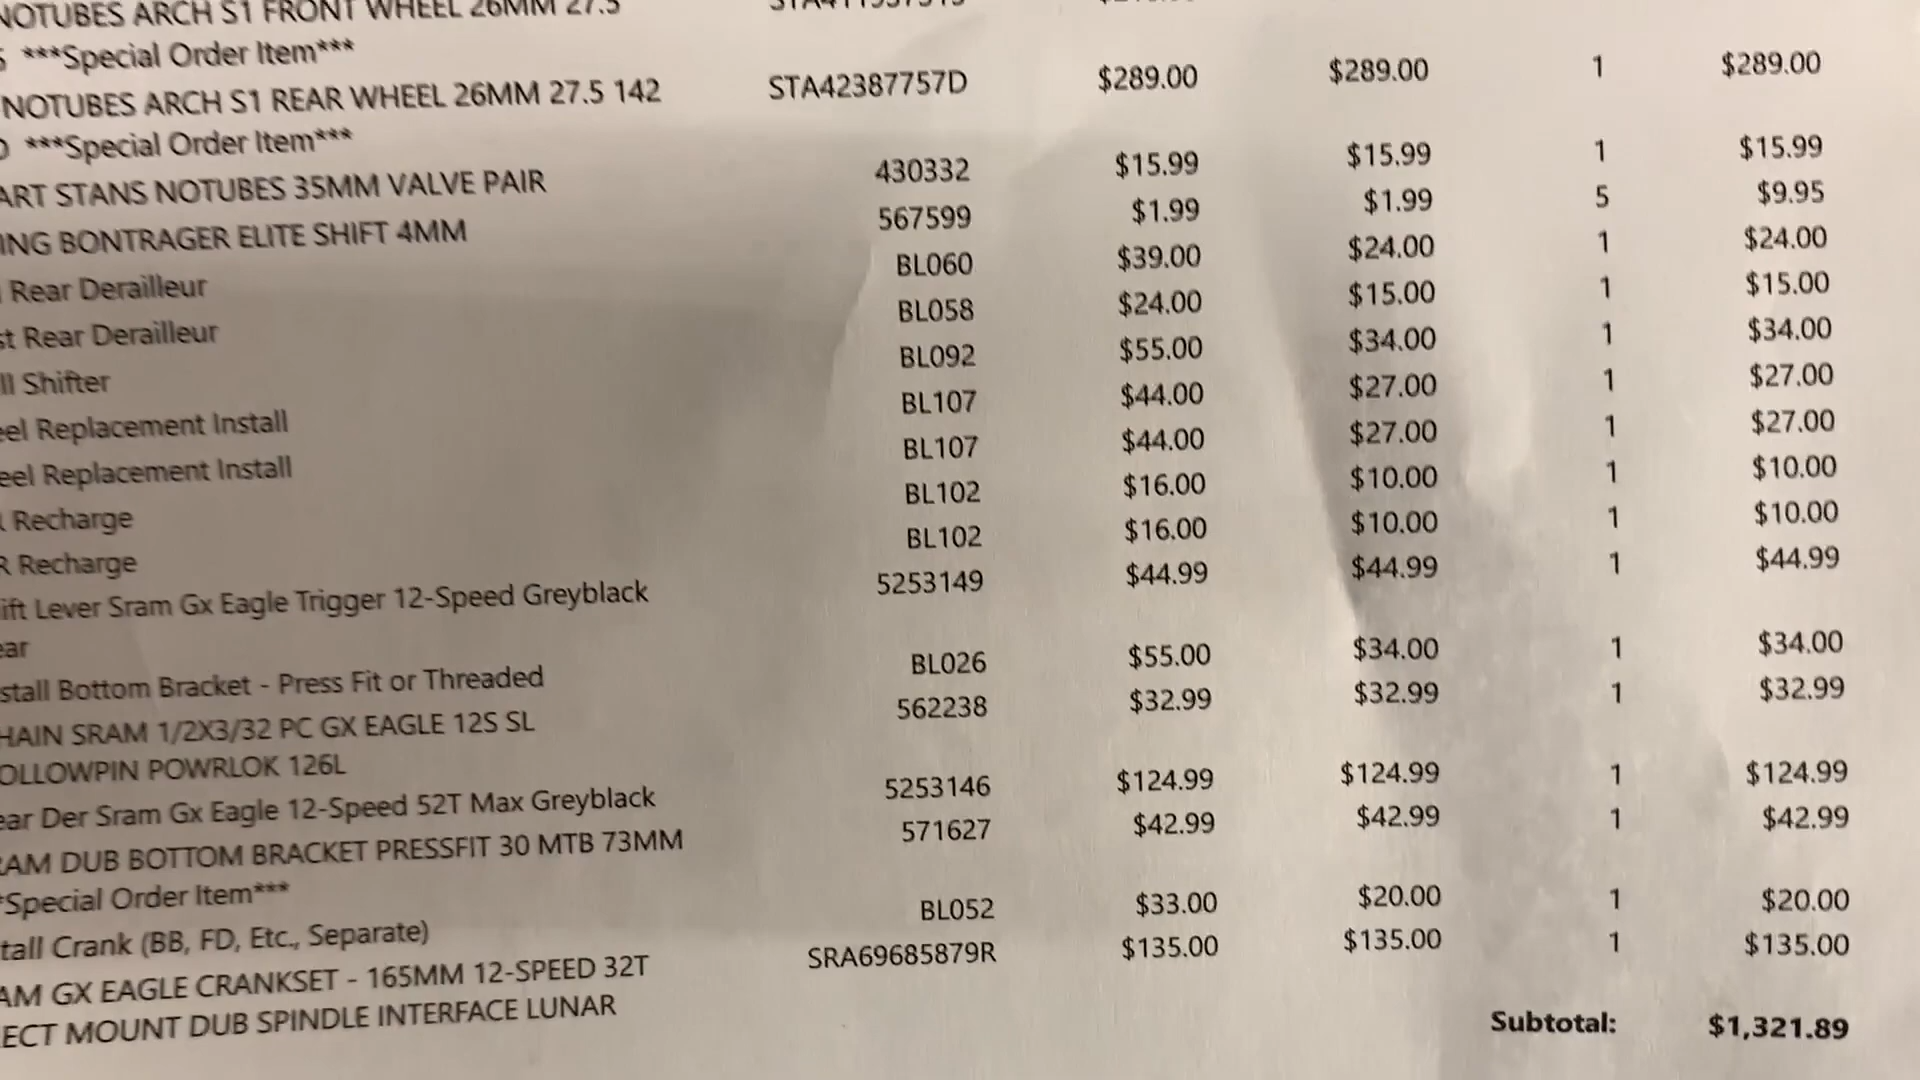 NOTUBES ARCH S1 FRONT WHEEL 26MM 27.5
***Special Order Item***
NOTUBES ARCH S1 REAR WHEEL 26MM 27.5 142 STA42387757D $289.00 $289.00 1 $289.00
***Special Order Item***
ART STANS NOTUBES 35MM VALVE PAIR 430332 $15.99 $15.99 1 $15.99
ING BONTRAGER ELITE SHIFT 4MM 567599 $1.99 $1.99 5 $9.95
Rear Derailleur BL060 $39.00 $24.00 1 $24.00
st Rear Derailleur BL058 $24.00 $15.00 1 $15.00
ll Shifter BL092 $55.00 $34.00 1 $34.00
eel Replacement Install BL107 $44.00 $27.00 1 $27.00
eel Replacement Install BL107 $44.00 $27.00 1 $27.00
Recharge BL102 $16.00 $10.00 1 $10.00
R Recharge BL102 $16.00 $10.00 1 $10.00
ift Lever Sram Gx Eagle Trigger 12-Speed Greyblack 5253149 $44.99 $44.99 1 $44.99
ear
stall Bottom Bracket - Press Fit or Threaded BL026 $55.00 $34.00 1 $34.00
HAIN SRAM 1/2X3/32 PC GX EAGLE 12S SL 562238 $32.99 $32.99 1 $32.99
OLLOWPIN POWRLOK 126L
ear Der Sram Gx Eagle 12-Speed 52T Max Greyblack 5253146 $124.99 $124.99 1 $124.99
RAM DUB BOTTOM BRACKET PRESSFIT 30 MTB 73MM 571627 $42.99 $42.99 1 $42.99
*Special Order Item***
tall Crank (BB, FD, Etc., Separate) BL052 $33.00 $20.00 1 $20.00
AM GX EAGLE CRANKSET - 165MM 12-SPEED 32T SRA69685879R $135.00 $135.00 1 $135.00
ECT MOUNT DUB SPINDLE INTERFACE LUNAR
Subtotal: $1,321.89